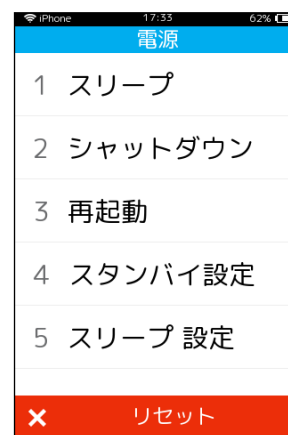 iPhone 17:33 62%
電源
1 スリープ
2 シャットダウン
3 再起動
4 スタンバイ設定
5 スリープ 設定
× リセット